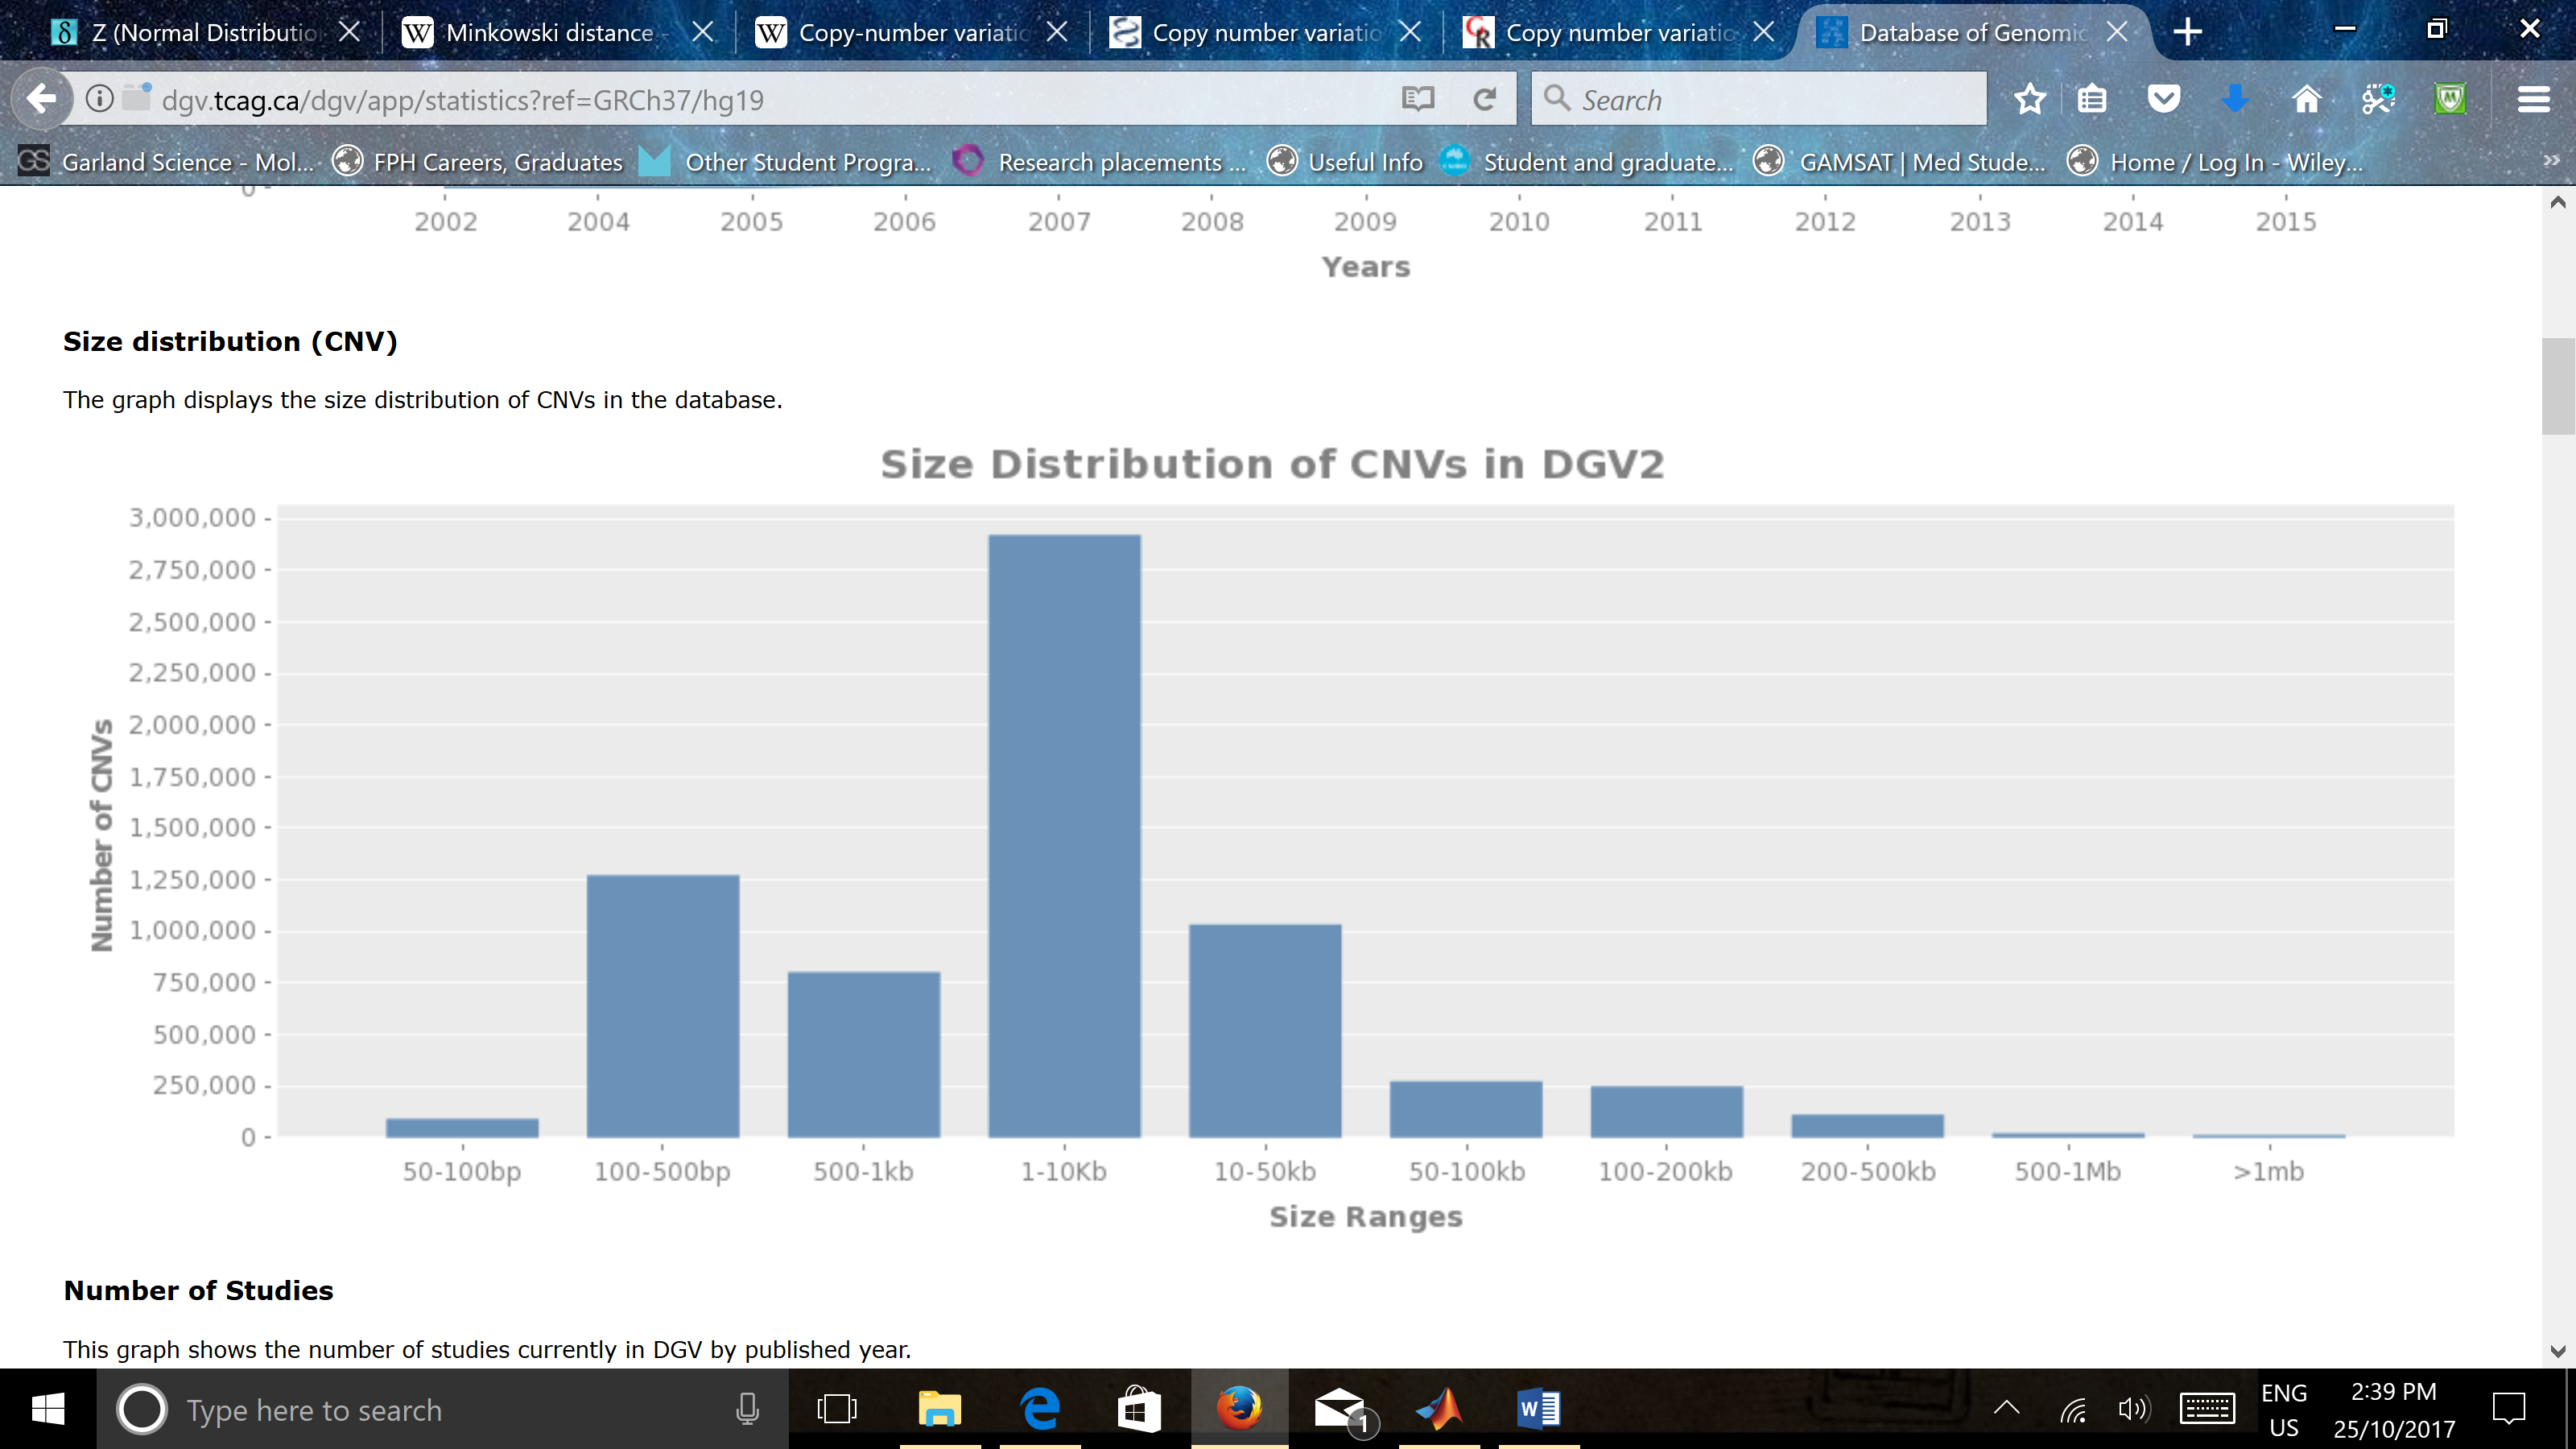 Z (Normal Distributio
Minkowski distance -
Copy-number variatio
Copy number variatio
Copy number variatio
Database of Genomic
dgv.tcag.ca/dgv/app/statistics?ref=GRCh37/hg19
Search
GS Garland Science - Mol...
FPH Careers, Graduates
Other Student Progra...
Research placements ...
Useful Info
Student and graduate...
GAMSAT | Med Stude...
Home / Log In - Wiley...
0
2002 2004 2005 2006 2007 2008 2009 2010 2011 2012 2013 2014 2015
Years
Size distribution (CNV)
The graph displays the size distribution of CNVs in the database.
Size Distribution of CNVs in DGV2
Number of CNVs
3,000,000
2,750,000
2,500,000
2,250,000
2,000,000
1,750,000
1,500,000
1,250,000
1,000,000
750,000
500,000
250,000
0
50-100bp 100-500bp 500-1kb 1-10Kb 10-50kb 50-100kb 100-200kb 200-500kb 500-1Mb >1mb
Size Ranges
Number of Studies
This graph shows the number of studies currently in DGV by published year.
Type here to search
1
ENG
US
2:39 PM
25/10/2017